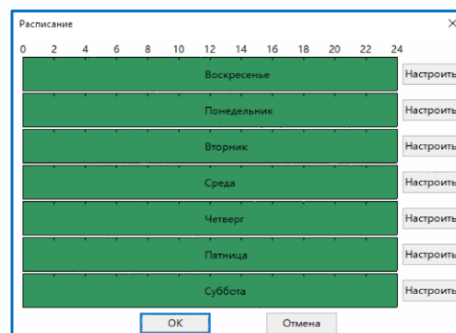 Расписание
0 2 4 6 8 10 12 14 16 18 20 22 24
Воскресенье Настроить
Понедельник Настроить
Вторник Настроить
Среда Настроить
Четверг Настроить
Пятница Настроить
Суббота Настроить
OK Отмена